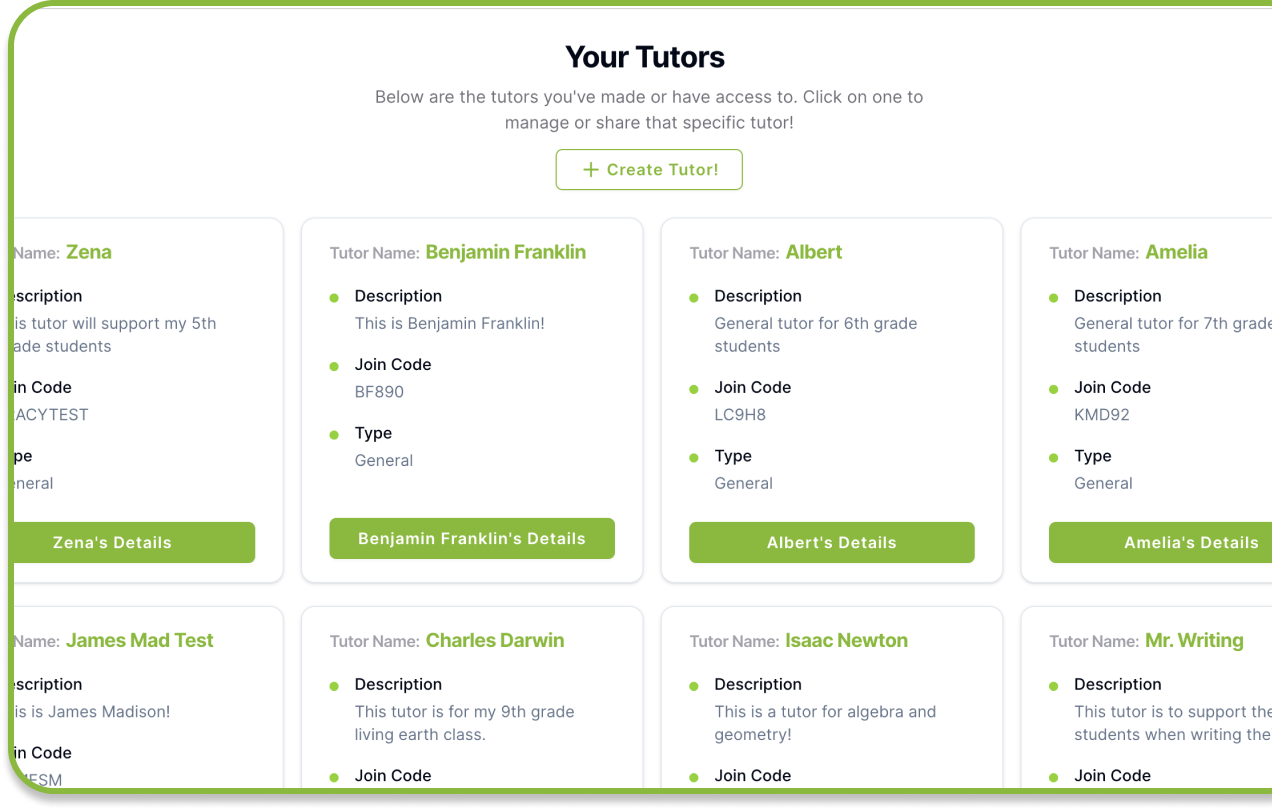 Your Tutors
Below are the tutors you've made or have access to. Click on one to
manage or share that specific tutor!
+ Create Tutor!
Name: Zena
scription
is tutor will support my 5th
ade students
in Code
ACYTEST
pe
neral
Zena's Details
Tutor Name: Benjamin Franklin
Description
This is Benjamin Franklin!
Join Code
BF890
Type
General
Benjamin Franklin's Details
Tutor Name: Albert
Description
General tutor for 6th grade
students
Join Code
LC9H8
Type
General
Albert's Details
Tutor Name: Amelia
Description
General tutor for 7th grade
students
Join Code
KMD92
Type
General
Amelia's Details
Name: James Mad Test
scription
is is James Madison!
in Code
Tutor Name: Charles Darwin
Description
This tutor is for my 9th grade
living earth class.
Join Code
Tutor Name: Isaac Newton
Description
This is a tutor for algebra and
geometry!
Join Code
Tutor Name: Mr. Writing
Description
This tutor is to support the
students when writing the
Join Code